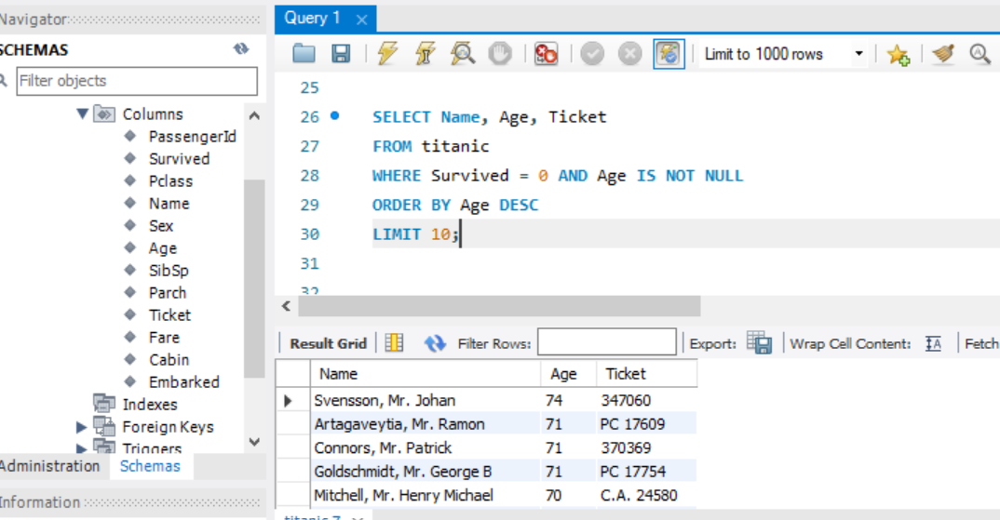 Navigator
Query 1
SCHEMAS
Limit to 1000 rows
Filter objects
Columns
PassengerId
Survived
Pclass
Name
Sex
Age
SibSp
Parch
Ticket
Fare
Cabin
Embarked
Indexes
Foreign Keys
Triggers
Administration Schemas
Information
25
26 SELECT Name, Age, Ticket
27 FROM titanic
28 WHERE Survived = 0 AND Age IS NOT NULL
29 ORDER BY Age DESC
30 LIMIT 10;
31
32
Result Grid Filter Rows: Export: Wrap Cell Content: IA Fetch
Name Age Ticket
Svensson, Mr. Johan 74 347060
Artagaveytia, Mr. Ramon 71 PC 17609
Connors, Mr. Patrick 71 370369
Goldschmidt, Mr. George B 71 PC 17754
Mitchell, Mr. Henry Michael 70 C.A. 24580
titanic 7